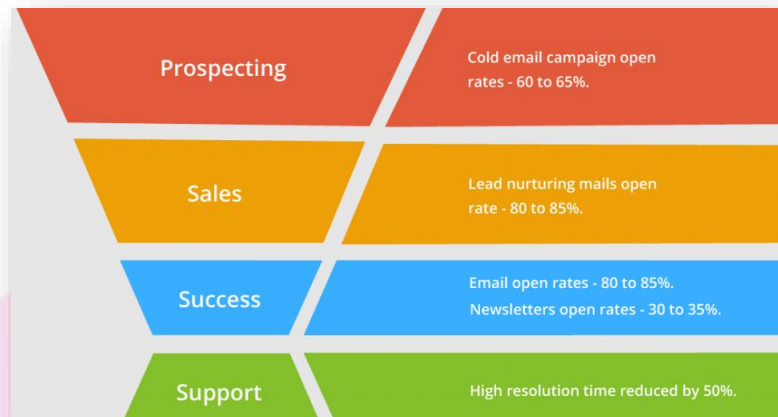 Prospecting
Cold email campaign open
rates - 60 to 65%.
Sales
Lead nurturing mails open
rate - 80 to 85%.
Success
Email open rates - 80 to 85%.
Newsletters open rates - 30 to 35%.
Support
High resolution time reduced by 50%.